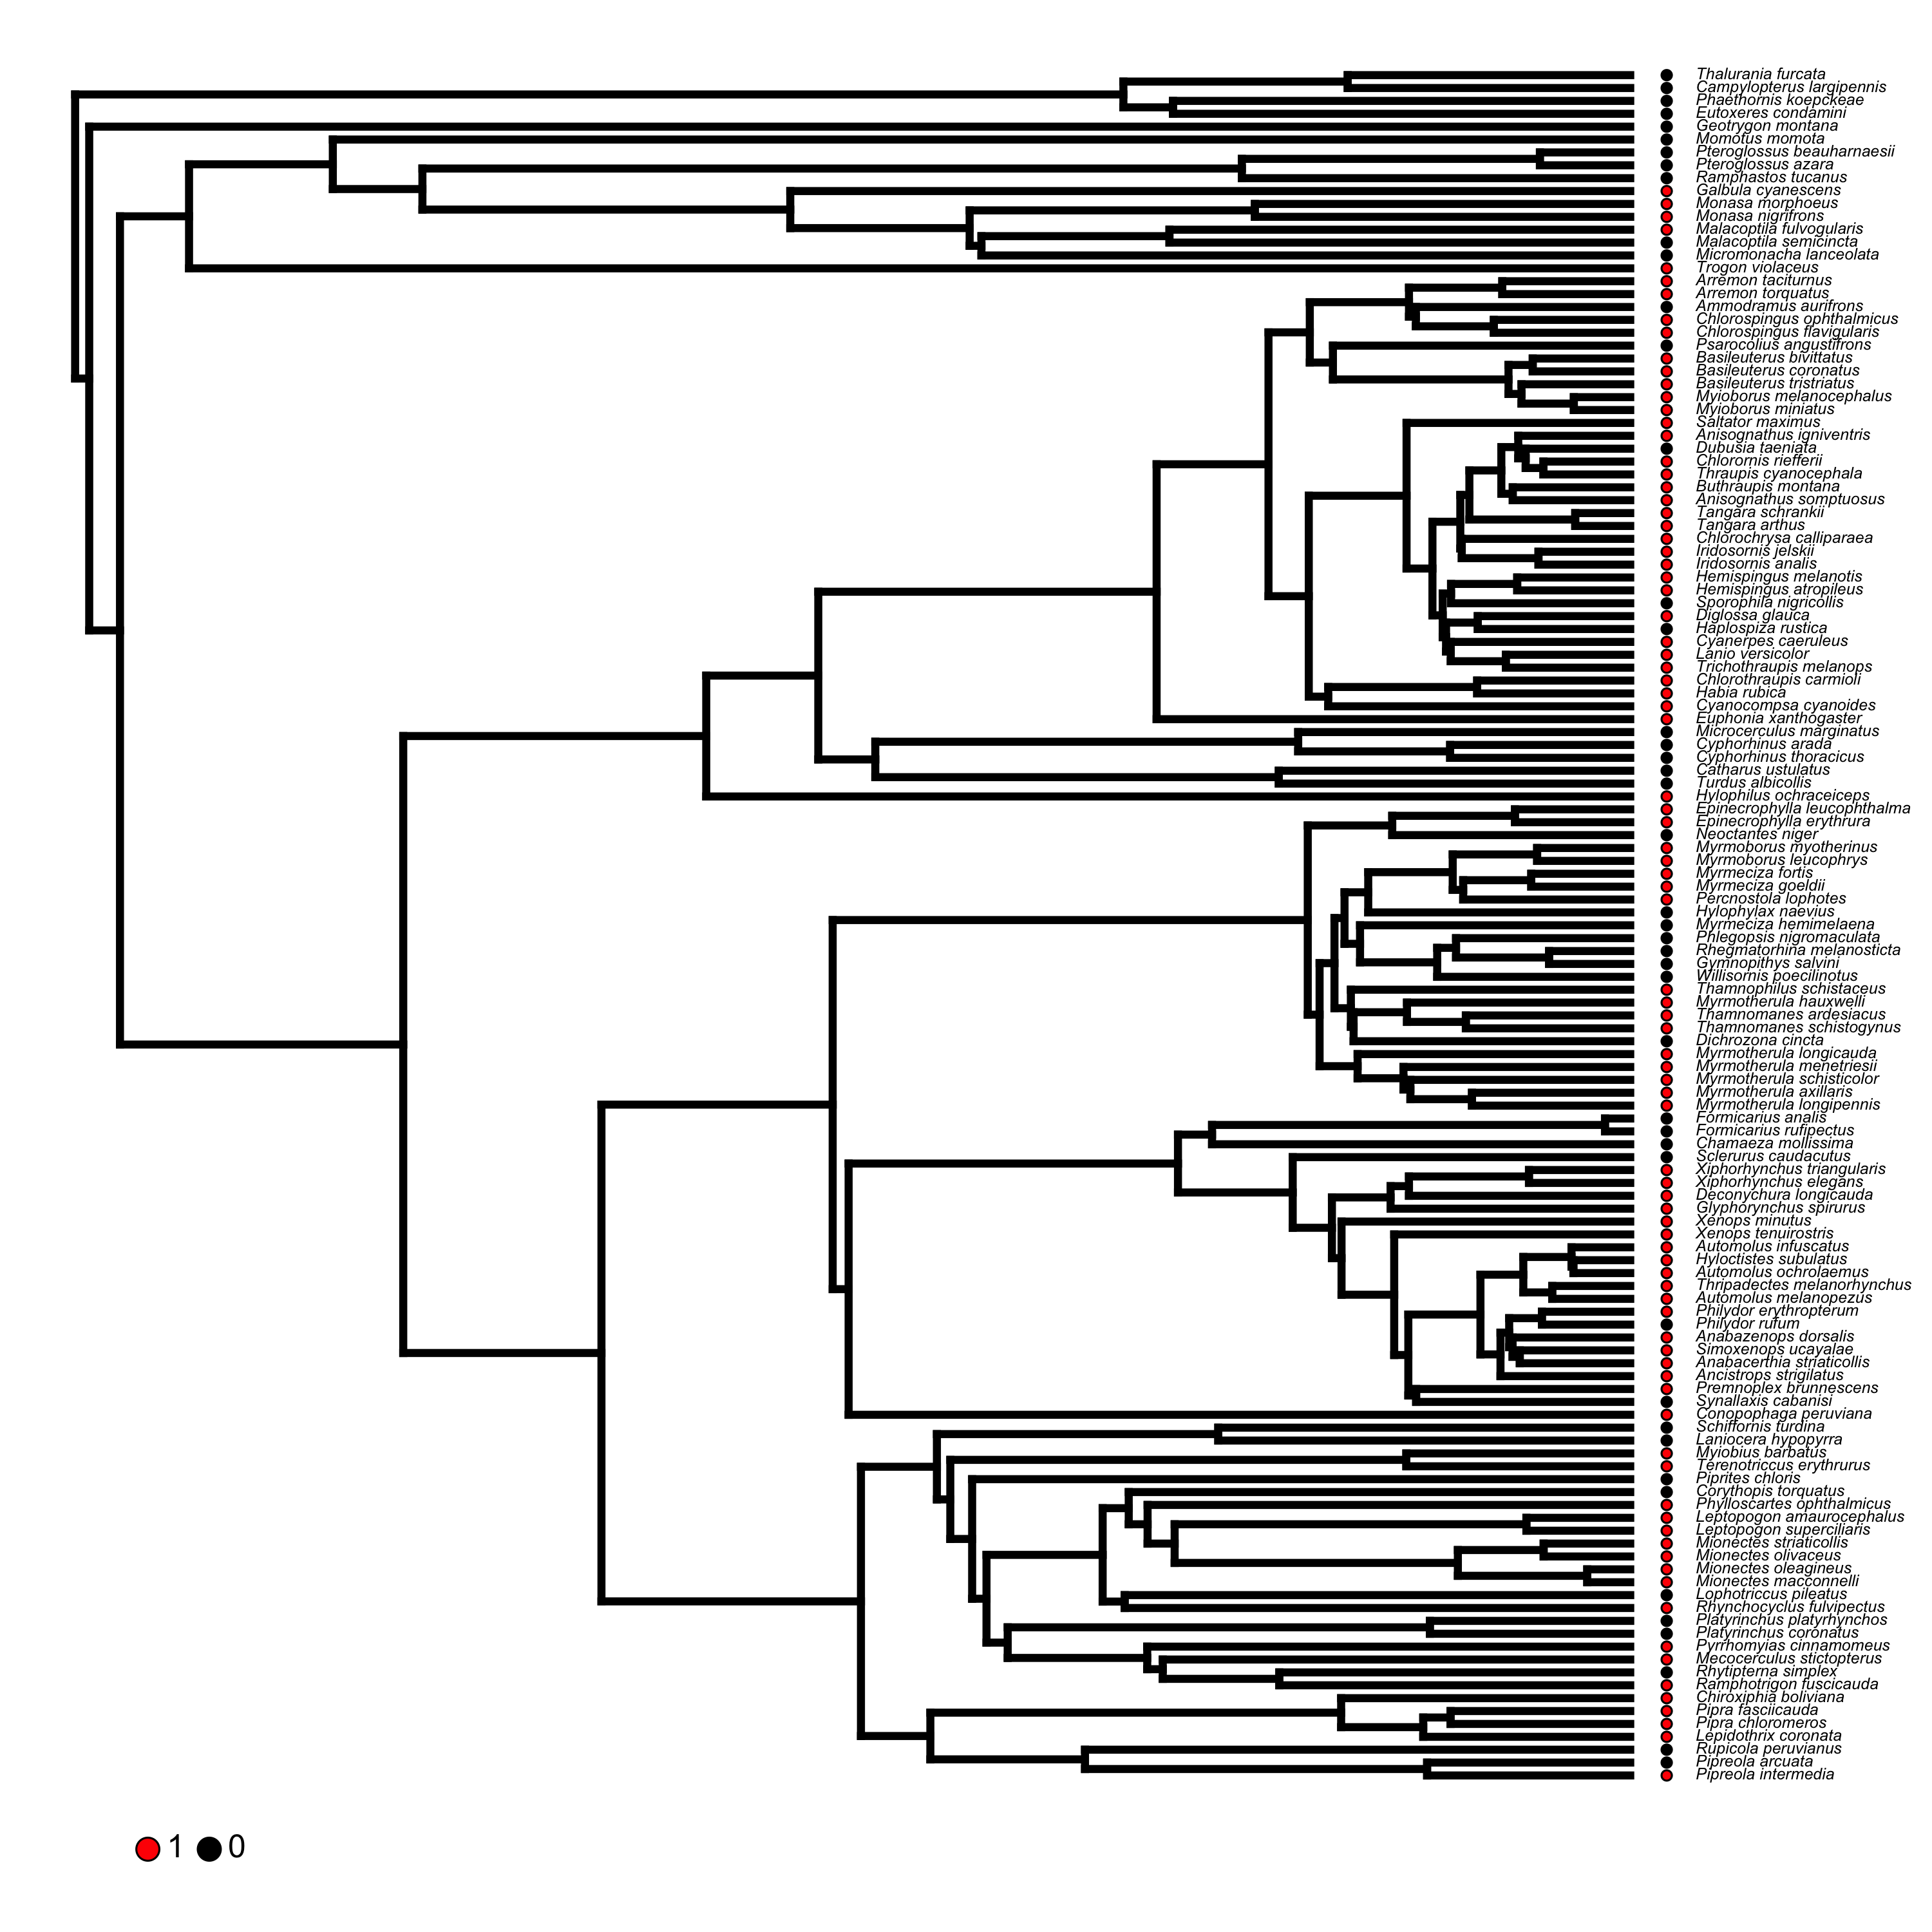 Thalurania furcata
Campylopterus largipennis
Phaethornis koepckeae
Eutoxeres condamini
Geotrygon montana
Momotus momota
Pteroglossus beauharnaesii
Pteroglossus azara
Ramphastos tucanus
Galbula cyanescens
Monasa morphoeus
Monasa nigrifrons
Malacoptila fulvogularis
Malacoptila semicincta
Micromonacha lanceolata
Trogon violaceus
Arremon taciturnus
Arremon torquatus
Ammodramus aurifrons
Chlorospingus ophthalmicus
Chlorospingus flavigularis
Psarocolius angustifrons
Basileuterus bivittatus
Basileuterus coronatus
Basileuterus tristriatus
Myioborus melanocephalus
Myioborus miniatus
Saltator maximus
Anisognathus igniventris
Dubusia taeniata
Chlorornis riefferii
Thraupis cyanocephala
Buthraupis montana
Anisognathus somptuosus
Tangara schrankii
Tangara arthus
Chlorochrysa calliparaea
Iridosornis jelskii
Iridosornis analis
Hemispingus melanotis
Hemispingus atropileus
Sporophila nigricollis
Diglossa glauca
Haplospiza rustica
Cyanerpes caeruleus
Lanio versicolor
Trichothraupis melanops
Chlorothraupis carmioli
Habia rubica
Cyanocompsa cyanoides
Euphonia xanthogaster
Microcerculus marginatus
Cyphorhinus arada
Cyphorhinus thoracicus
Catharus ustulatus
Turdus albicollis
Hylophilus ochraceiceps
Epinecrophylla leucophthalma
Epinecrophylla erythrura
Neoctantes niger
Myrmoborus myotherinus
Myrmoborus leucophrys
Myrmeciza fortis
Myrmeciza goeldii
Percnostola lophotes
Hylophylax naevius
Myrmeciza hemimelaena
Phlegopsis nigromaculata
Rhegmatorhina melanosticta
Gymnopithys salvini
Willisornis poecilinotus
Thamnophilus schistaceus
Myrmotherula hauxwelli
Thamnomanes ardesiacus
Thamnomanes schistogynus
Dichrozona cincta
Myrmotherula longicauda
Myrmotherula menetriesii
Myrmotherula schisticolor
Myrmotherula axillaris
Myrmotherula longipennis
Formicarius analis
Formicarius rufipectus
Chamaeza mollissima
Sclerurus caudacutus
Xiphorhynchus triangularis
Xiphorhynchus elegans
Deconychura longicauda
Glyphorynchus spirurus
Xenops minutus
Xenops tenuirostris
Automolus infuscatus
Hyloctistes subulatus
Automolus ochrolaemus
Thripadectes melanorhynchus
Automolus melanopezus
Philydor erythropterum
Philydor rufum
Anabazenops dorsalis
Simoxenops ucayalae
Anabacerthia striaticollis
Ancistrops strigilatus
Premnoplex brunnescens
Synallaxis cabanisi
Conopophaga peruviana
Schiffornis turdina
Laniocera hypopyrra
Myiobius barbatus
Terenotriccus erythrurus
Piprites chloris
Corythopis torquatus
Phylloscartes ophthalmicus
Leptopogon amaurocephalus
Leptopogon superciliaris
Mionectes striaticollis
Mionectes olivaceus
Mionectes oleagineus
Mionectes macconnelli
Lophotriccus pileatus
Rhynchocyclus fulvipectus
Platyrinchus platyrhynchos
Platyrinchus coronatus
Pyrrhomyias cinnamomeus
Mecocerculus stictopterus
Rhytipterna simplex
Ramphotrigon fuscicauda
Chiroxiphia boliviana
Pipra fasciicauda
Pipra chloromeros
Lepidothrix coronata
Rupicola peruvianus
Pipreola arcuata
Pipreola intermedia
1 0